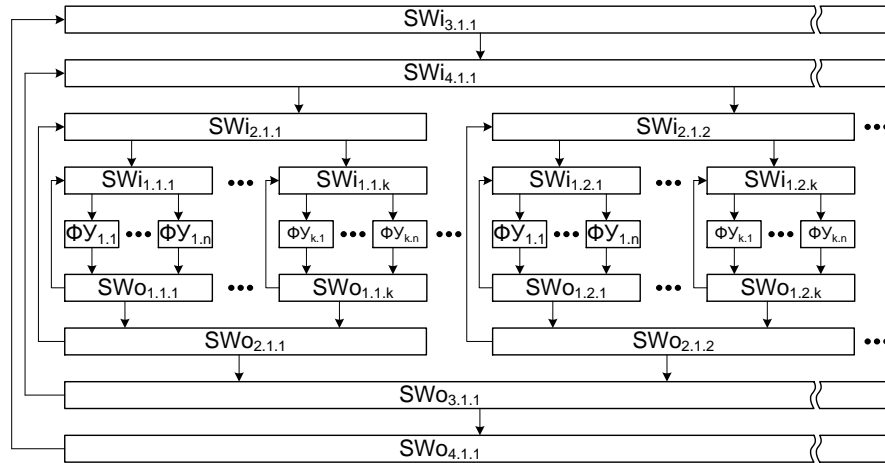 SWi3.1.1
SWi4.1.1
SWi2.1.1 SWi2.1.2 •••
SWi1.1.1 ••• SWi1.1.k SWi1.2.1 ••• SWi1.2.k
ФУ1.1 ••• ФУ1.n ФУk.1 ••• ФУk.n ••• ФУ1.1 ••• ФУ1.n ФУk.1 ••• ФУk.n
SWo1.1.1 ••• SWo1.1.k SWo1.2.1 ••• SWo1.2.k
SWo2.1.1 SWo2.1.2 •••
SWo3.1.1
SWo4.1.1